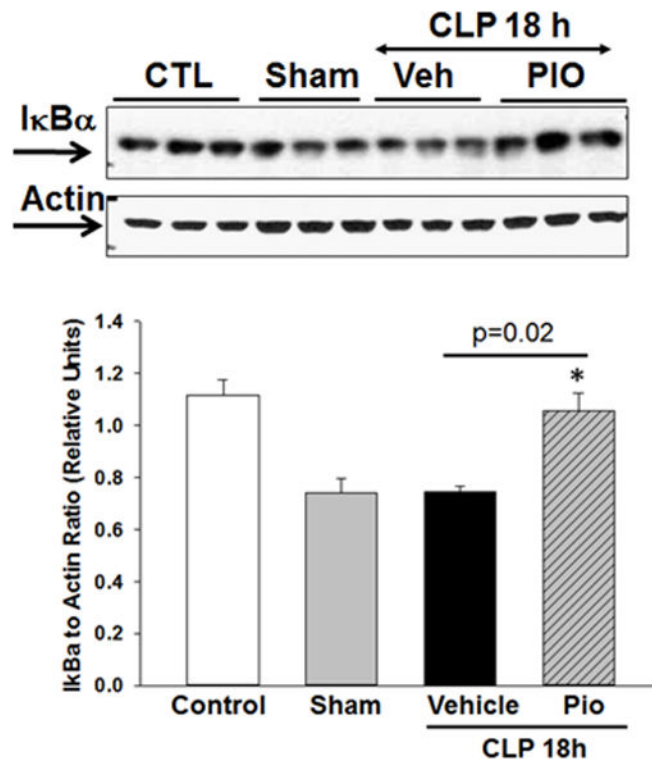 CLP 18 h
CTL Sham Veh PIO
IκBα
Actin
IkBa to Actin Ratio (Relative Units)
1.4
1.2
1.0
0.8
0.6
0.4
0.2
0.0
p=0.02
*
Control Sham Vehicle Pio
CLP 18h